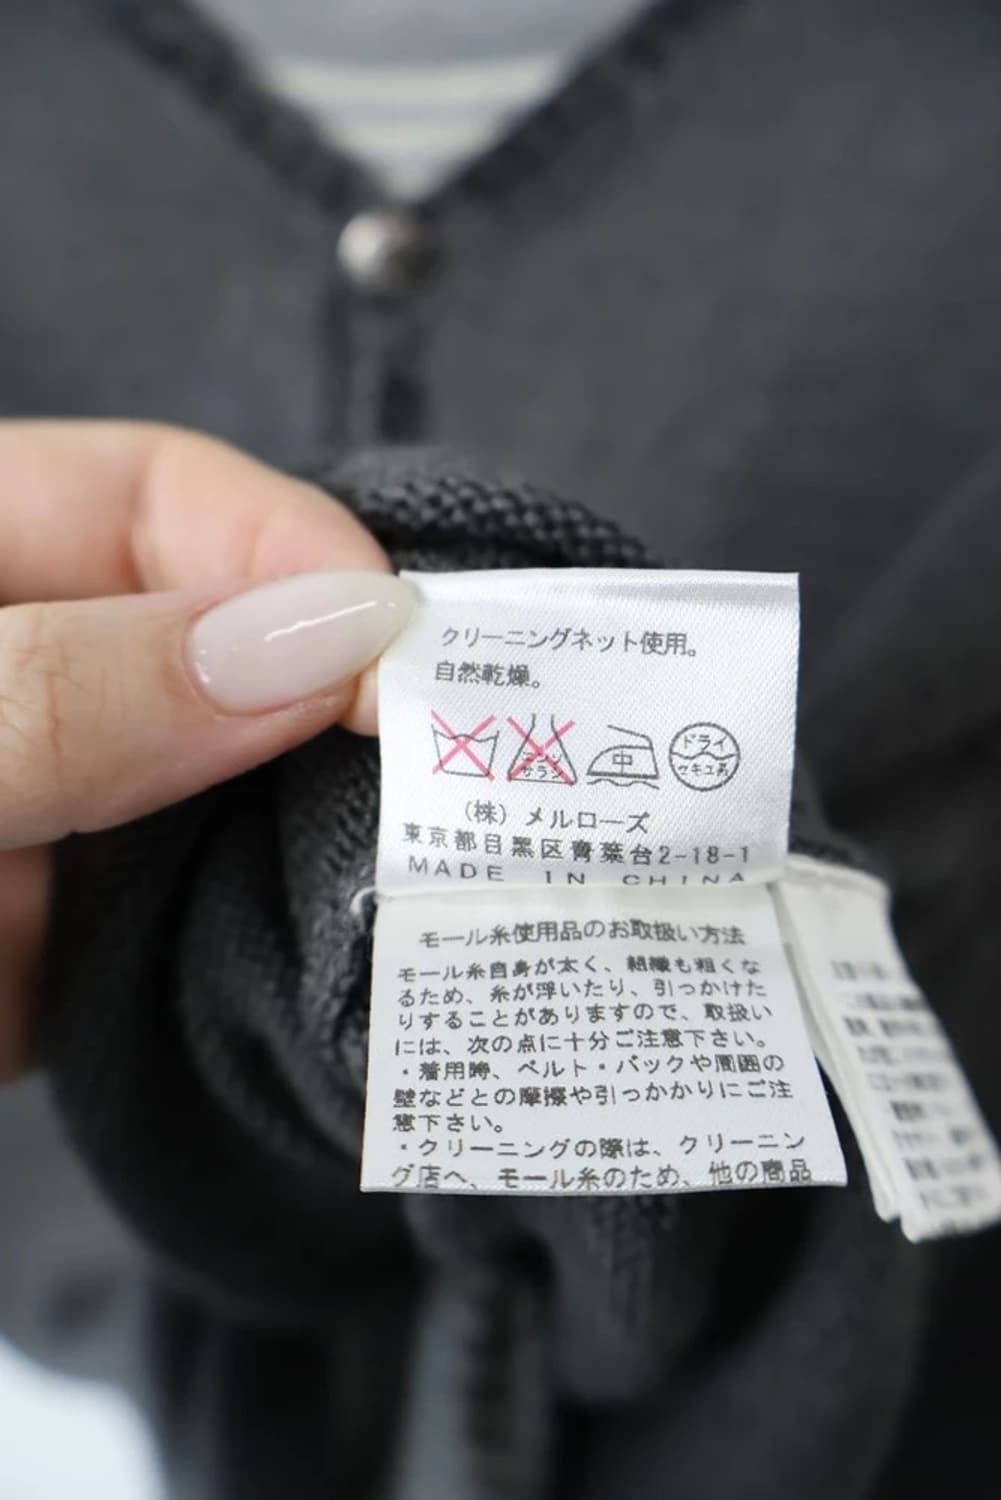 クリーニングネット使用。
自然乾燥。
エンソ サラシ
中
ドライ
セキユ系
(株) メルローズ
東京都目黒区青葉台2-18-1
MADE IN CHINA
モール糸使用品のお取扱い方法
モール糸自身が太く、組織も粗くな
るため、糸が浮いたり、引っかけた
りすることがありますので、取扱い
には、次の点に十分ご注意下さい。
・着用時、ベルト・バックや周囲の
壁などとの摩擦や引っかかりにご注
意下さい。
・クリーニングの際は、クリーニン
グ店へ、モール糸のため、他の商品